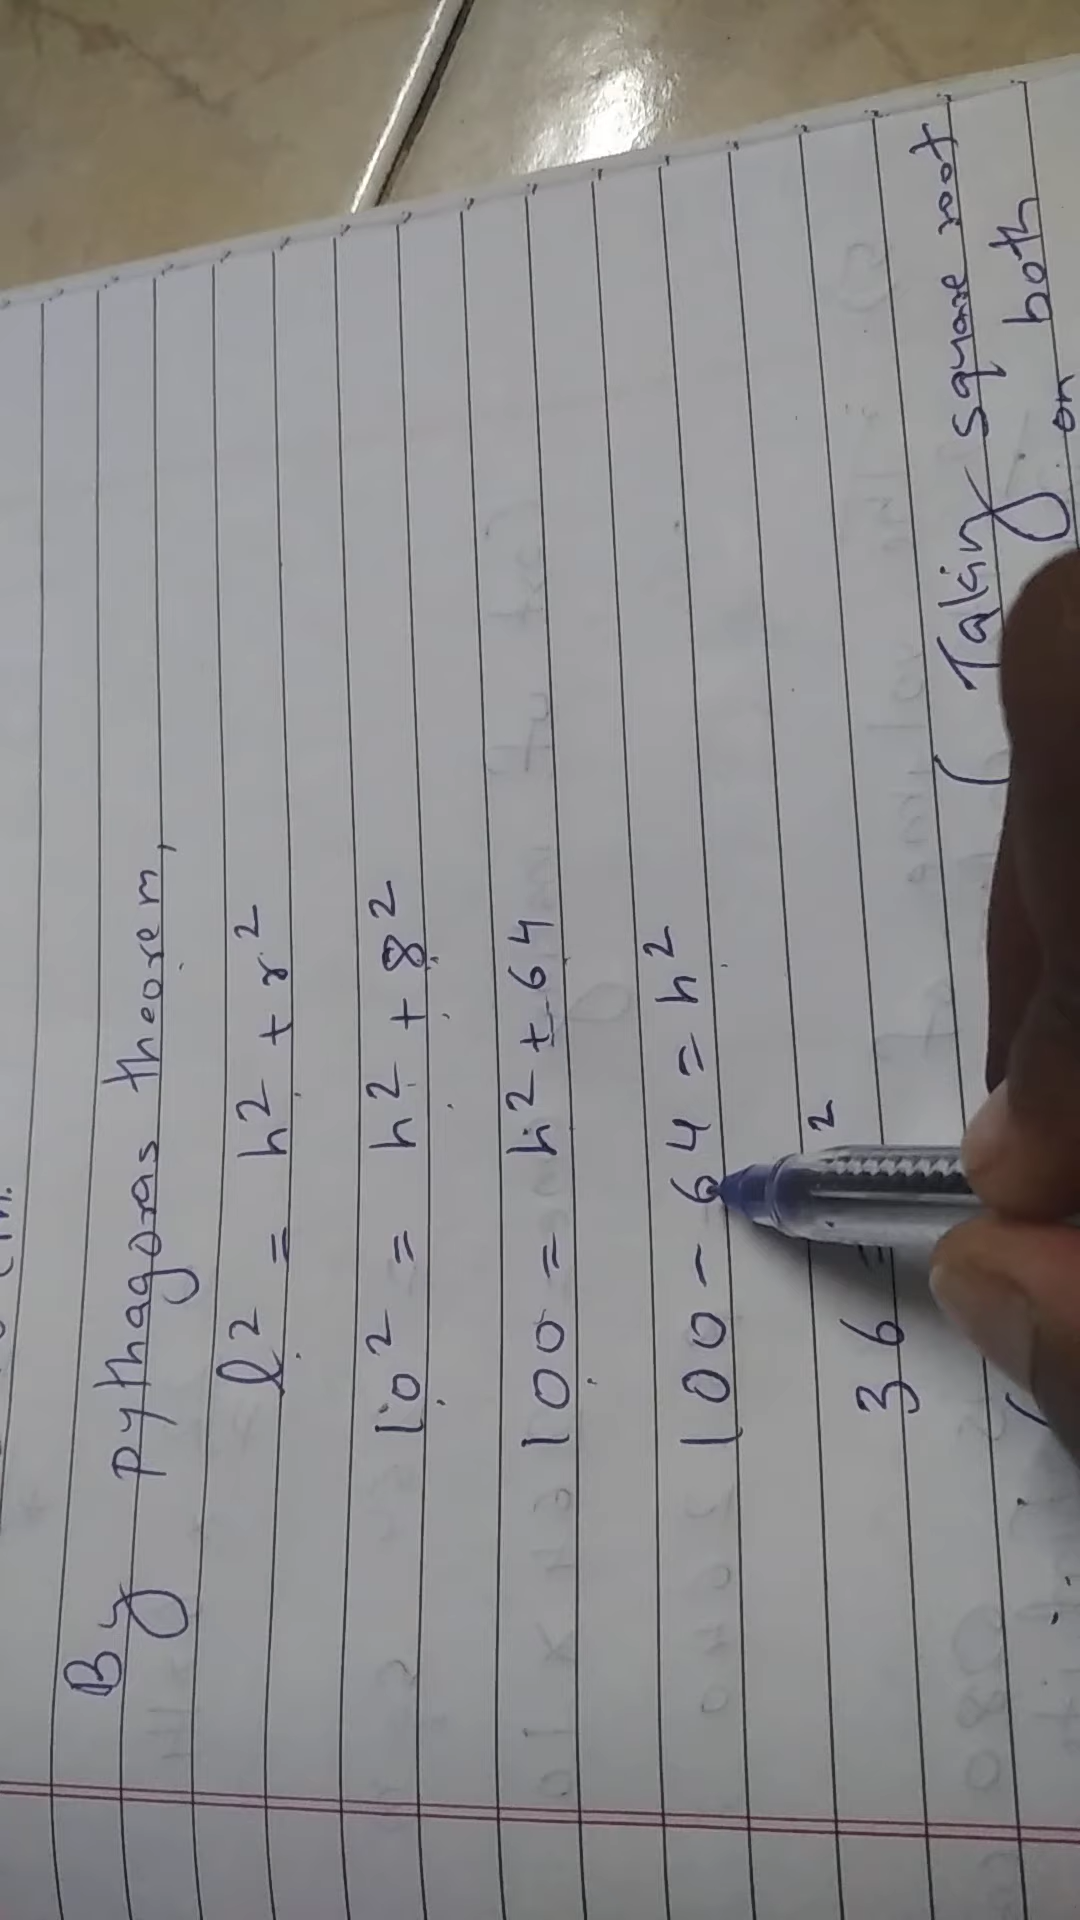 By pythagoras theorem,
l² = h² + r²
10² = h² + 8²
100 = h² + 64
100 - 64 = h²
36 = ²
(Taking square root
on both